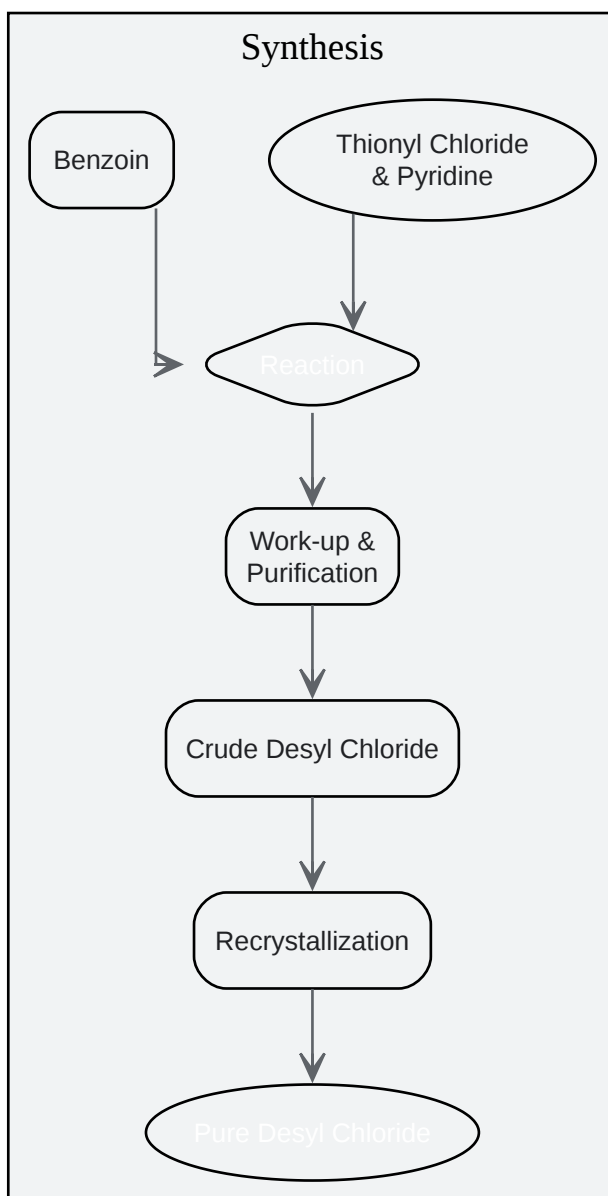 Synthesis
Benzoin
Thionyl Chloride
& Pyridine
Reaction
Work-up &
Purification
Crude Desyl Chloride
Recrystallization
Pure Desyl Chloride